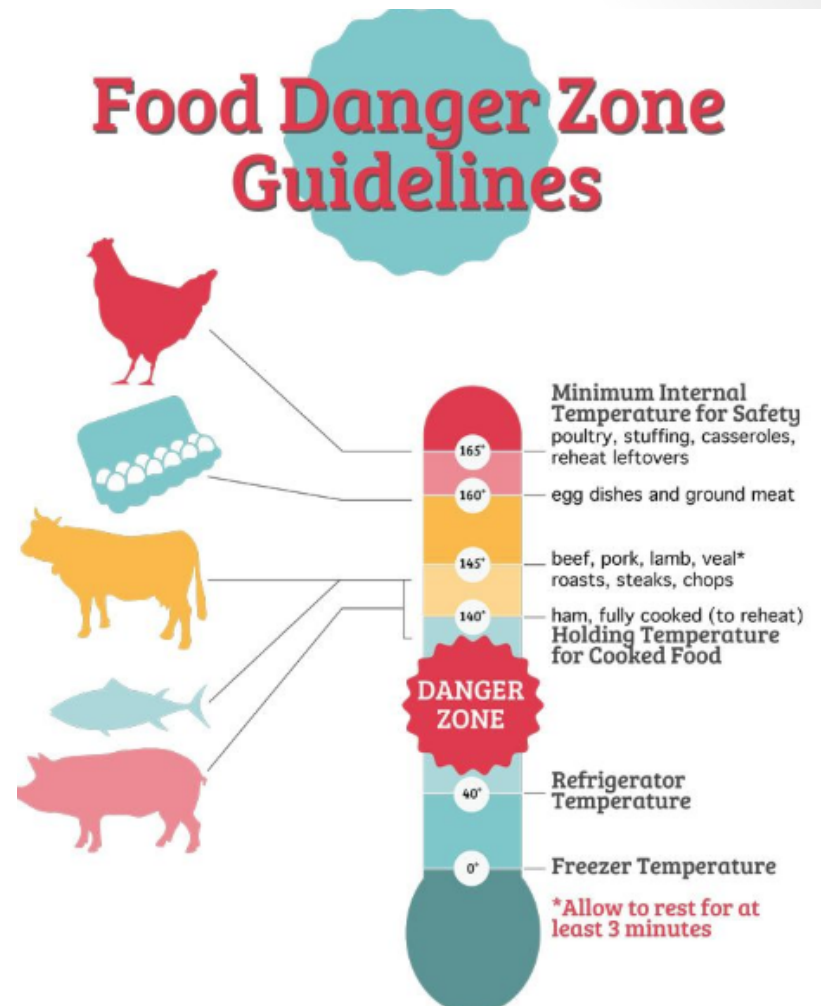 Food Danger Zone
Guidelines
Minimum Internal
Temperature for Safety
165°
poultry, stuffing, casseroles,
reheat leftovers
160°
egg dishes and ground meat
145°
beef, pork, lamb, veal*
roasts, steaks, chops
140°
ham, fully cooked (to reheat)
Holding Temperature
for Cooked Food
DANGER
ZONE
40°
Refrigerator
Temperature
0°
Freezer Temperature
*Allow to rest for at
least 3 minutes